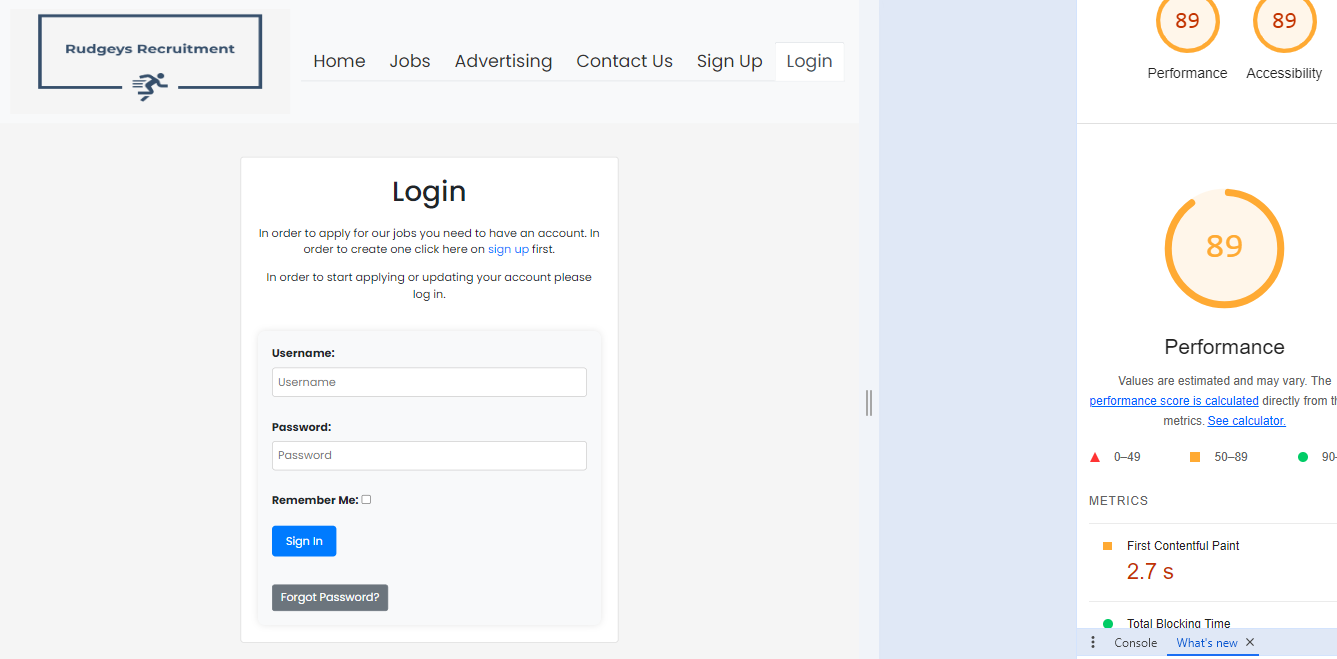 Rudgeys Recruitment
Home Jobs Advertising Contact Us Sign Up Login
Login
In order to apply for our jobs you need to have an account. In
order to create one click here on sign up first.
In order to start applying or updating your account please
log in.
Username:
Username
Password:
Password
Remember Me:
Sign In
Forgot Password?
89 89
Performance Accessibility
89
Performance
Values are estimated and may vary. The
performance score is calculated directly from
metrics. See calculator.
0–49 50–89 90–
METRICS
First Contentful Paint
2.7 s
Total Blocking Time
Console What's new